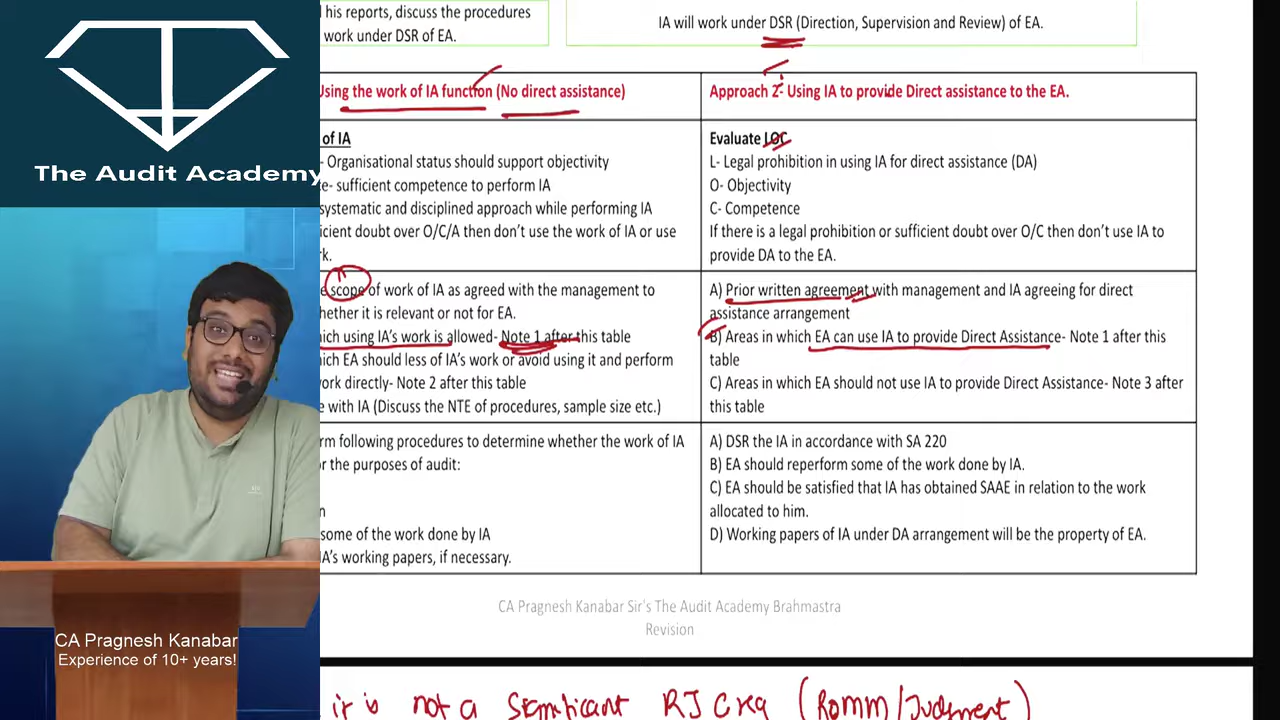 The Audit Academy
CA Pragnesh Kanabar
Experience of 10+ years!
l his reports, discuss the procedures
work under DSR of EA.
IA will work under DSR (Direction, Supervision and Review) of EA.
Using the work of IA function (No direct assistance)
of IA
- Organisational status should support objectivity
ce- sufficient competence to perform IA
systematic and disciplined approach while performing IA
icient doubt over O/C/A then don't use the work of IA or use
rk.
e scope of work of IA as agreed with the management to
hether it is relevant or not for EA.
hich using IA's work is allowed- Note 1 after this table
hich EA should less of IA's work or avoid using it and perform
work directly- Note 2 after this table
e with IA (Discuss the NTE of procedures, sample size etc.)
rm following procedures to determine whether the work of IA
or the purposes of audit:
n
some of the work done by IA
IA's working papers, if necessary.
Approach 2:- Using IA to provide Direct assistance to the EA.
Evaluate LOC
L- Legal prohibition in using IA for direct assistance (DA)
O- Objectivity
C- Competence
If there is a legal prohibition or sufficient doubt over O/C then don't use IA to
provide DA to the EA.
A) Prior written agreement with management and IA agreeing for direct
assistance arrangement
B) Areas in which EA can use IA to provide Direct Assistance- Note 1 after this
table
C) Areas in which EA should not use IA to provide Direct Assistance- Note 3 after
this table
A) DSR the IA in accordance with SA 220
B) EA should reperform some of the work done by IA.
C) EA should be satisfied that IA has obtained SAAE in relation to the work
allocated to him.
D) Working papers of IA under DA arrangement will be the property of EA.
CA Pragnesh Kanabar Sir's The Audit Academy Brahmastra
Revision
it is not a significant RJ C req (Romm/Judgment)